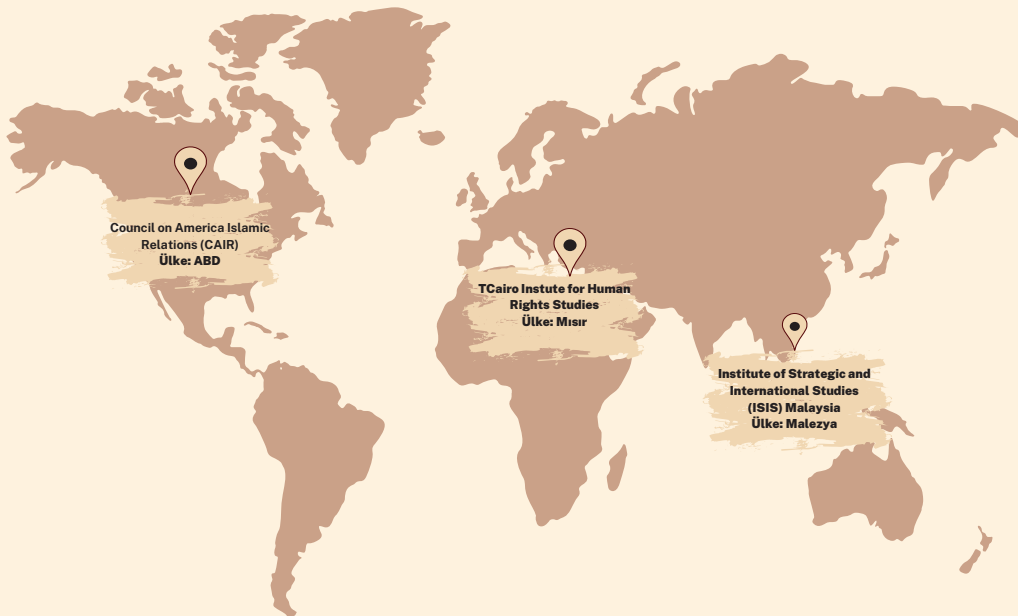 Council on America Islamic
Relations (CAIR)
Ülke: ABD
TCairo Instute for Human
Rights Studies
Ülke: Mısır
Institute of Strategic and
International Studies
(ISIS) Malaysia
Ülke: Malezya